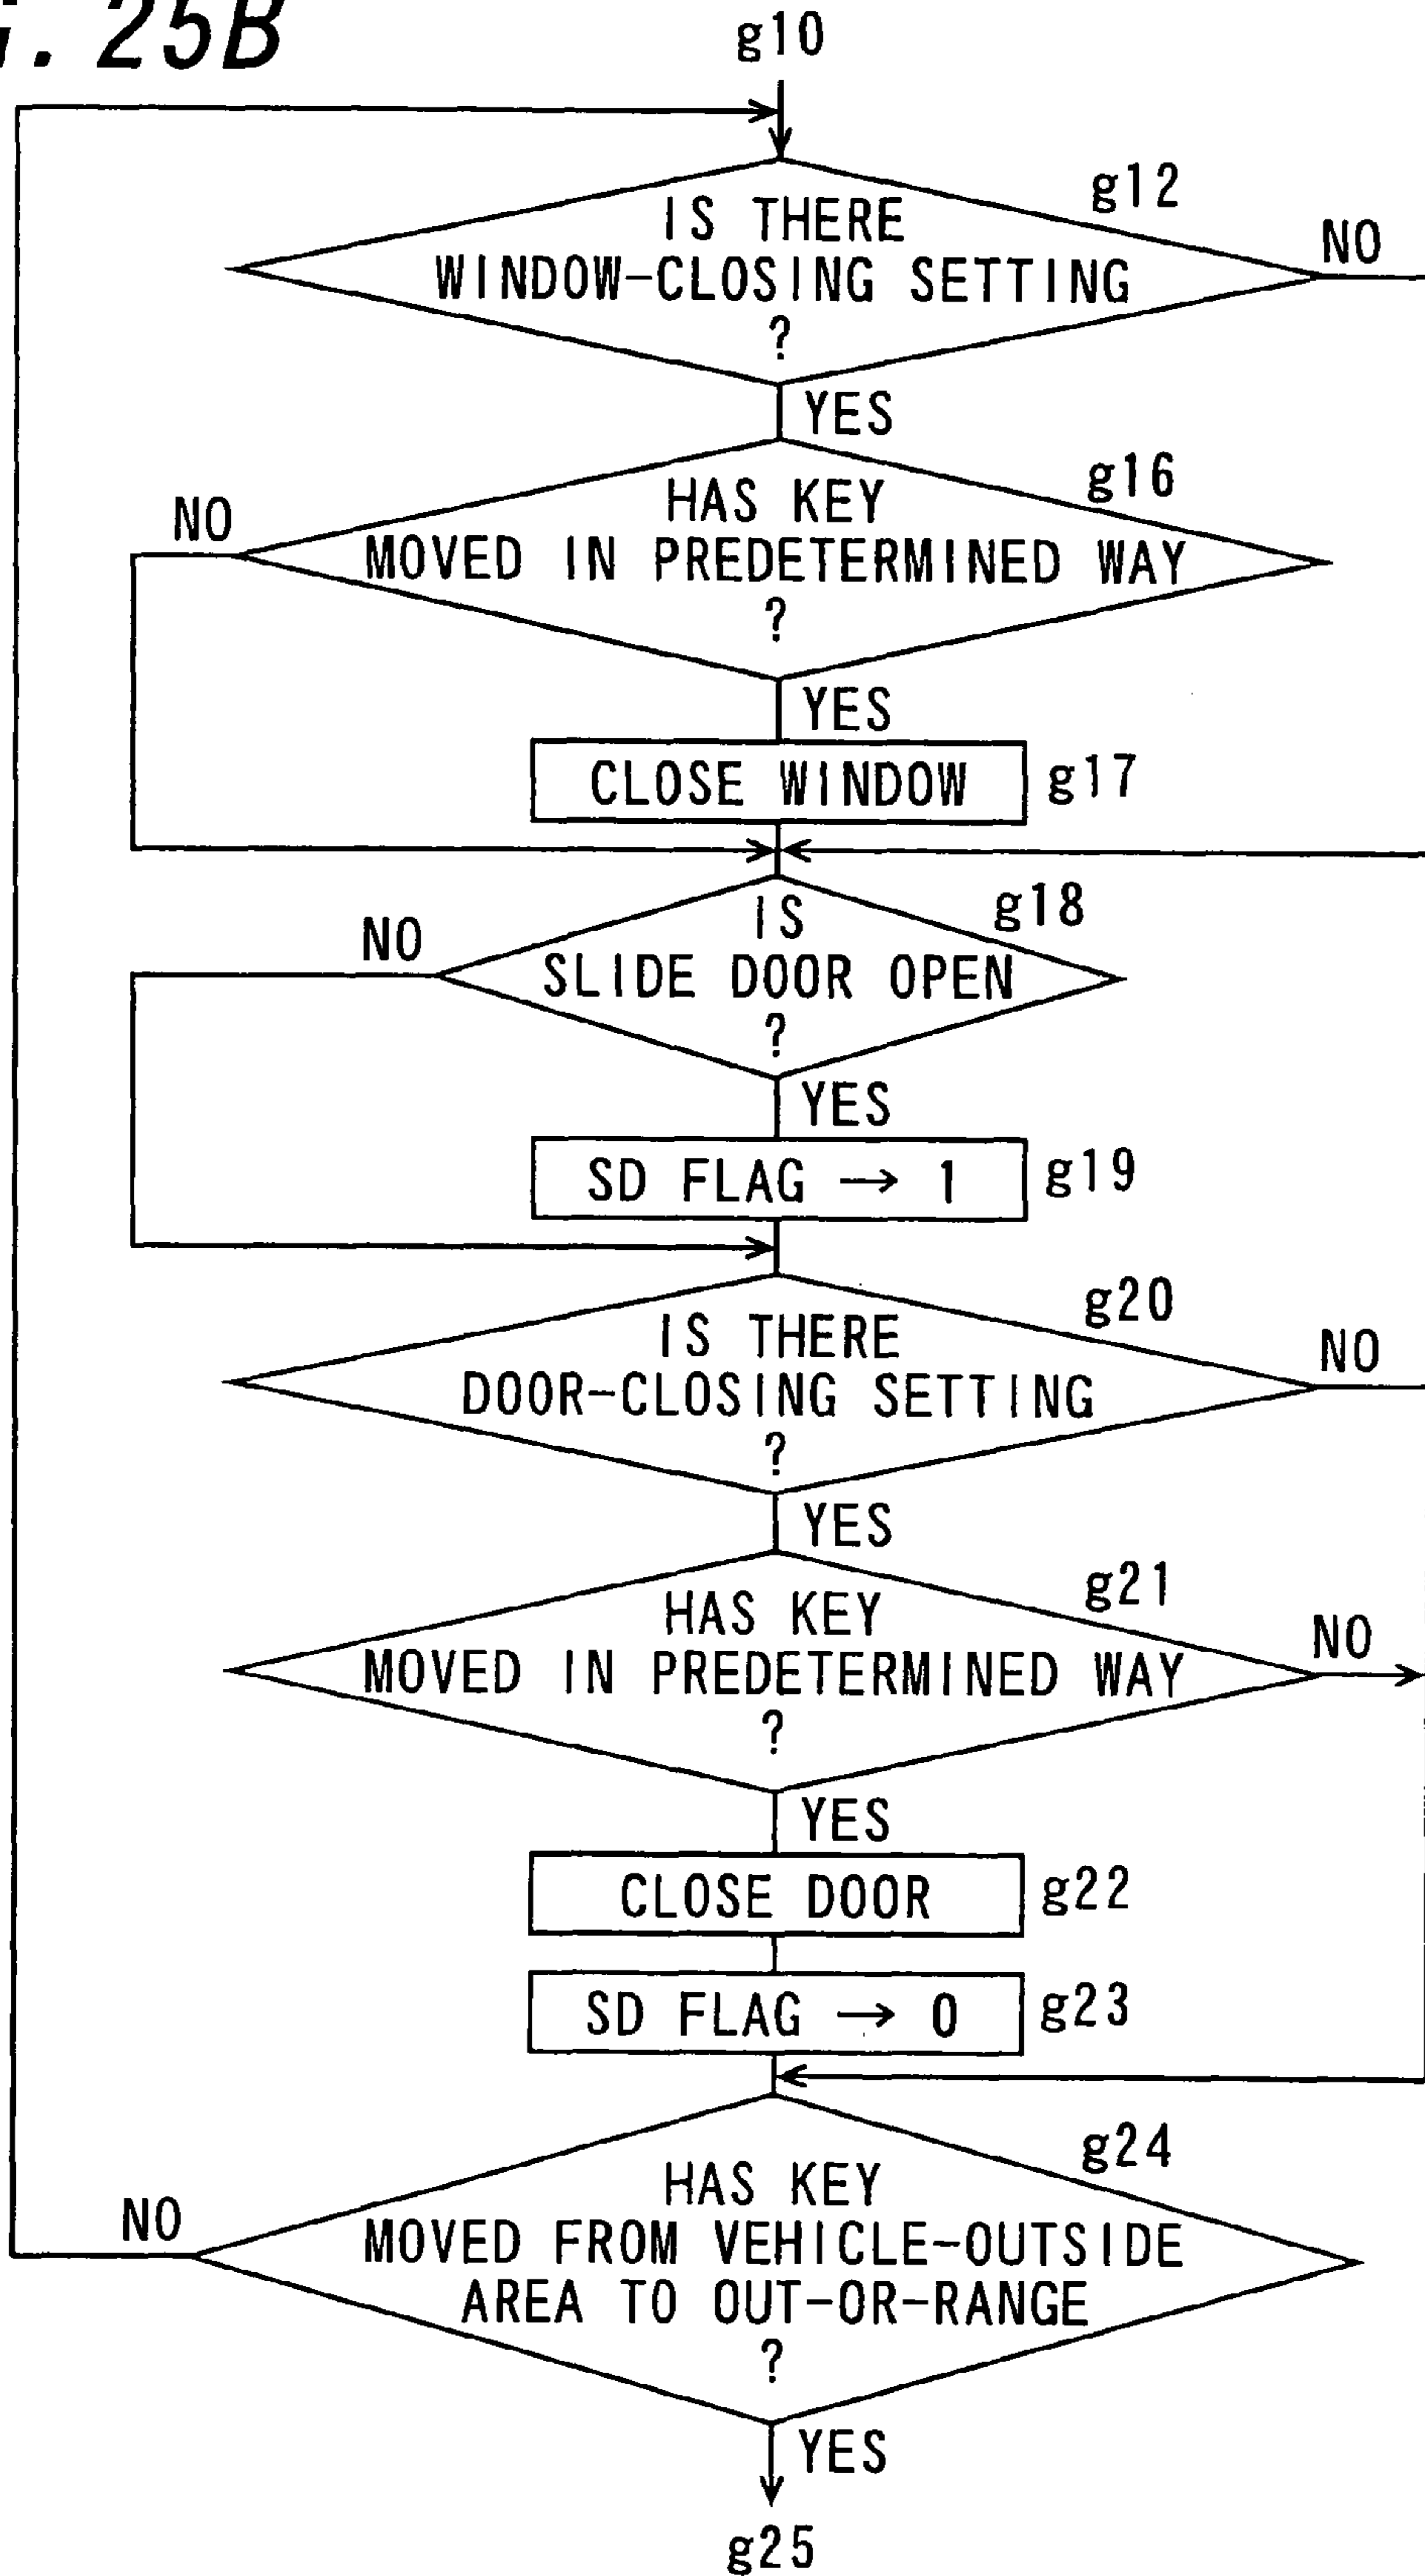 . 25B
g10
g12
IS THERE
WINDOW-CLOSING SETTING
?
NO
YES
g16
HAS KEY
MOVED IN PREDETERMINED WAY
?
NO
YES
CLOSE WINDOW
g17
g18
IS
SLIDE DOOR OPEN
?
NO
YES
SD FLAG → 1
g19
g20
IS THERE
DOOR-CLOSING SETTING
?
NO
YES
g21
HAS KEY
MOVED IN PREDETERMINED WAY
?
NO
YES
CLOSE DOOR
g22
SD FLAG → 0
g23
g24
HAS KEY
MOVED FROM VEHICLE-OUTSIDE
AREA TO OUT-OR-RANGE
?
NO
YES
g25